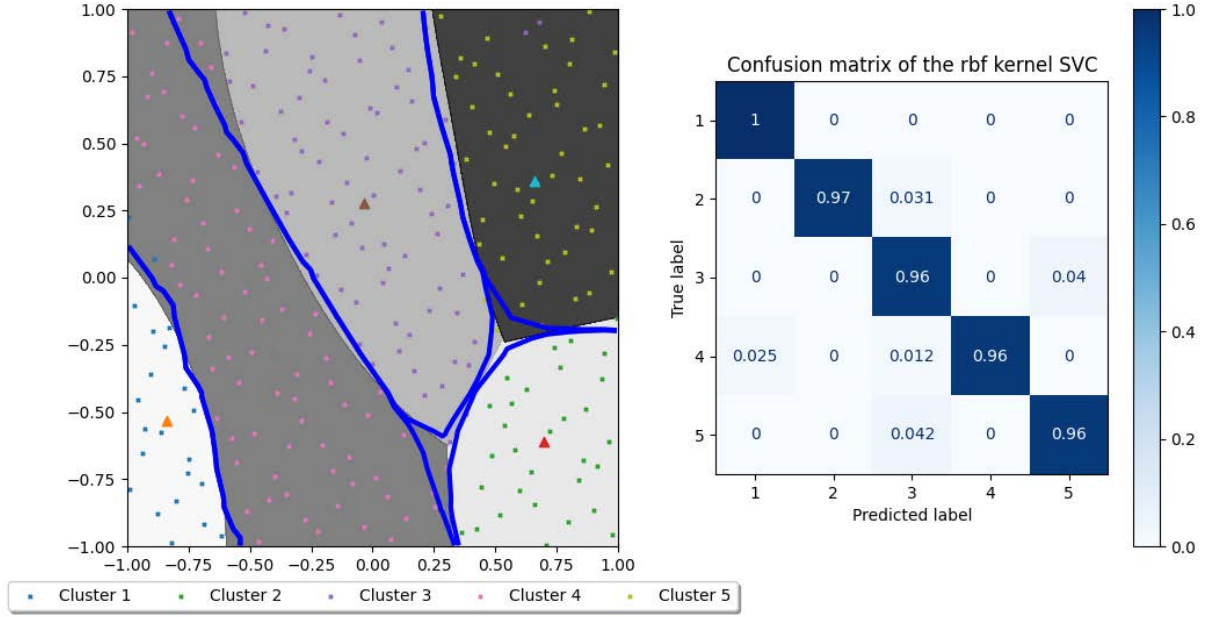 1.00
0.75
0.50
0.25
0.00
−0.25
−0.50
−0.75
−1.00
−1.00 −0.75 −0.50 −0.25 0.00 0.25 0.50 0.75 1.00
Cluster 1 Cluster 2 Cluster 3 Cluster 4 Cluster 5
Confusion matrix of the rbf kernel SVC
True label
1 1 0 0 0 0
2 0 0.97 0.031 0 0
3 0 0 0.96 0 0.04
4 0.025 0 0.012 0.96 0
5 0 0 0.042 0 0.96
1 2 3 4 5
Predicted label
1.0
0.8
0.6
0.4
0.2
0.0